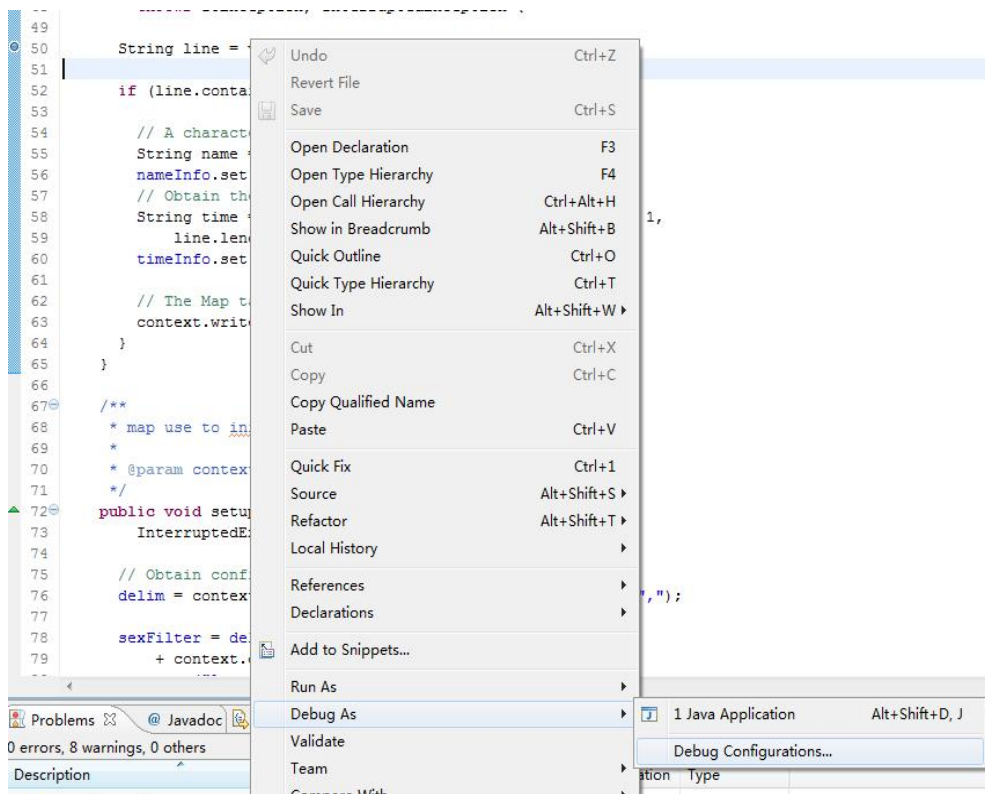 49
50 String line =
51
52 if (line.conta
53
54 // A charact
55 String name
56 nameInfo.set
57 // Obtain th
58 String time = 1,
59 line.len
60 timeInfo.set
61
62 // The Map t
63 context.writ
64 }
65 }
66
67 /**
68 * map use to in
69 *
70 * @param contex
71 */
72 public void setu
73 InterruptedE
74
75 // Obtain conf
76 delim = contex ",");
77
78 sexFilter = de
79 + context.
Undo Ctrl+Z
Revert File
Save Ctrl+S
Open Declaration F3
Open Type Hierarchy F4
Open Call Hierarchy Ctrl+Alt+H
Show in Breadcrumb Alt+Shift+B
Quick Outline Ctrl+O
Quick Type Hierarchy Ctrl+T
Show In Alt+Shift+W
Cut Ctrl+X
Copy Ctrl+C
Copy Qualified Name
Paste Ctrl+V
Quick Fix Ctrl+1
Source Alt+Shift+S
Refactor Alt+Shift+T
Local History
References
Declarations
Add to Snippets...
Run As
Debug As
Validate
Team
Compare With
1 Java Application Alt+Shift+D, J
Debug Configurations...
Problems @ Javadoc
0 errors, 8 warnings, 0 others
Description ation Type